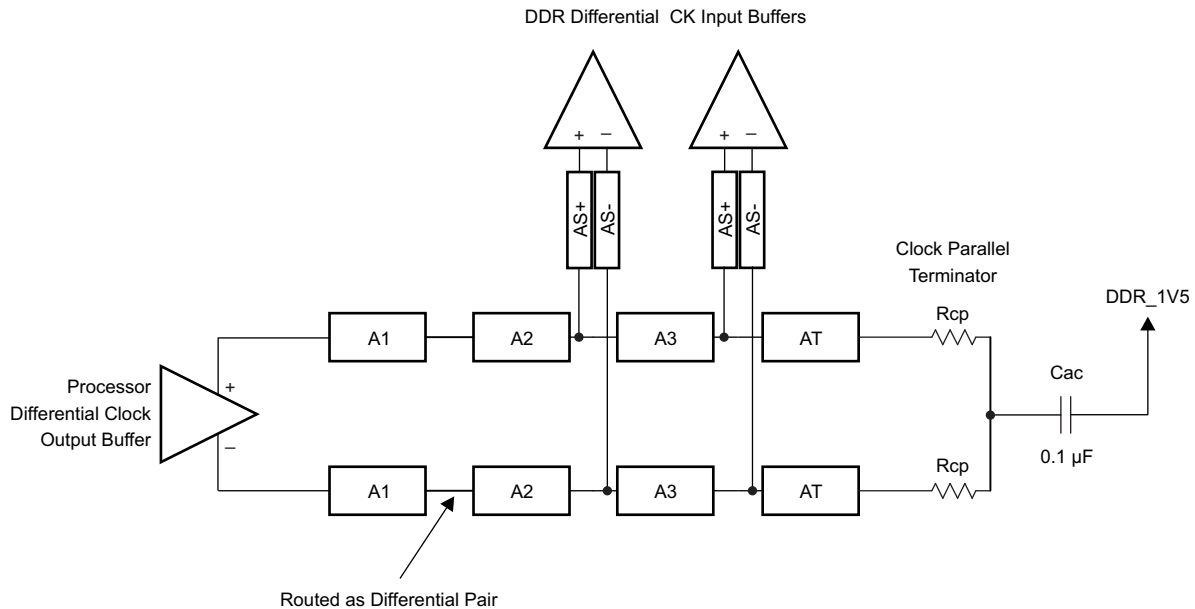 DDR Differential CK Input Buffers
+ –
+ –
AS+
AS-
AS+
AS-
Clock Parallel
Terminator
DDR_1V5
Rcp
A1
A2
A3
AT
Cac
0.1 µF
Processor
Differential Clock
Output Buffer
+
–
Rcp
A1
A2
A3
AT
Routed as Differential Pair